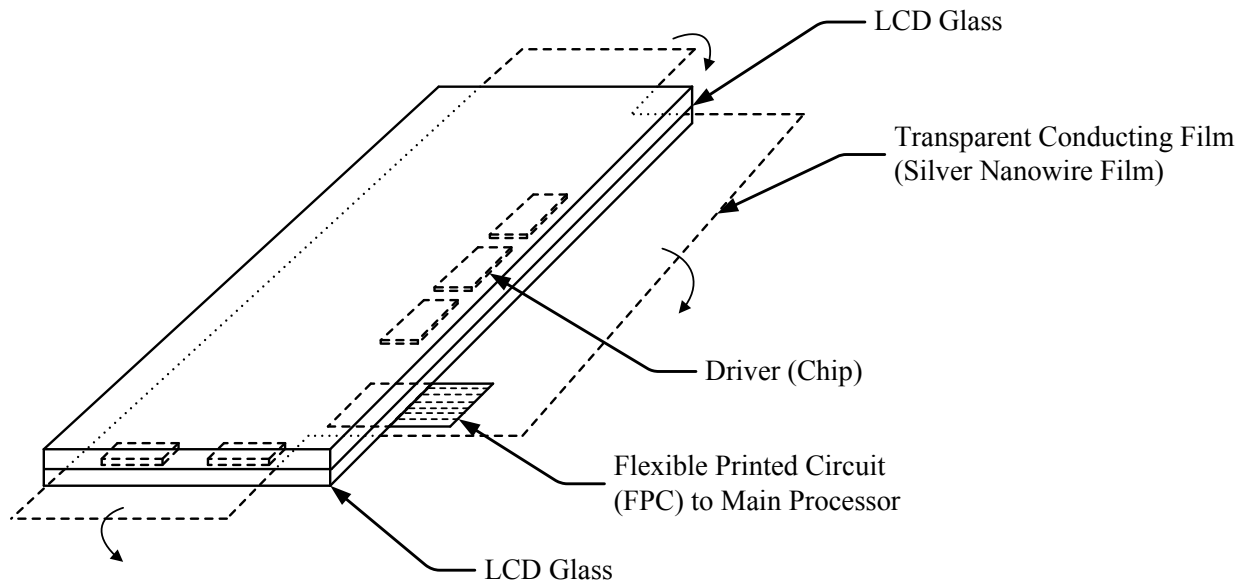 LCD Glass
Transparent Conducting Film
(Silver Nanowire Film)
Driver (Chip)
Flexible Printed Circuit
(FPC) to Main Processor
LCD Glass